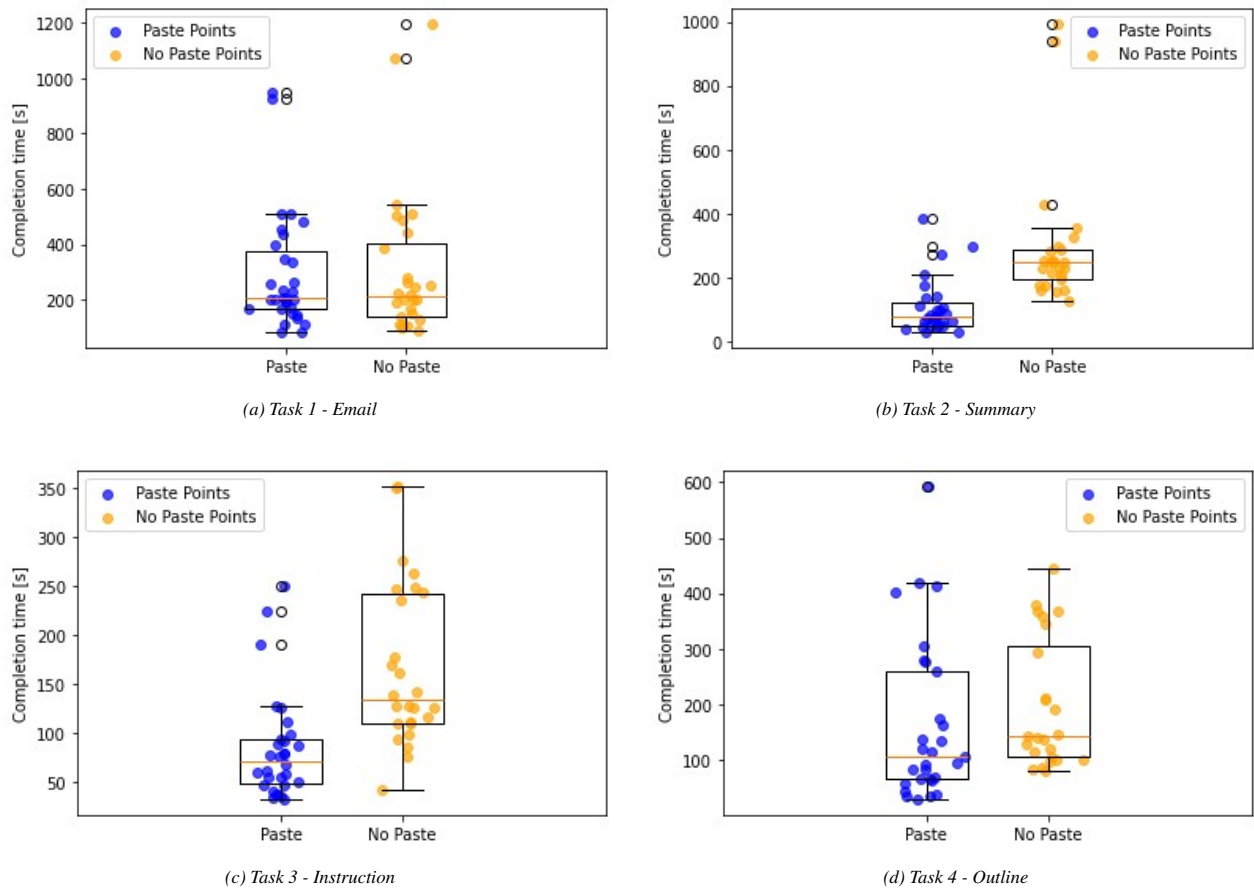 1200
1000
800
600
400
200
Completion time [s]
Paste Points
No Paste Points
Paste
No Paste
(a) Task 1 - Email
1000
800
600
400
200
0
Completion time [s]
Paste Points
No Paste Points
Paste
No Paste
(b) Task 2 - Summary
350
300
250
200
150
100
50
Completion time [s]
Paste Points
No Paste Points
Paste
No Paste
(c) Task 3 - Instruction
600
500
400
300
200
100
Completion time [s]
Paste Points
No Paste Points
Paste
No Paste
(d) Task 4 - Outline